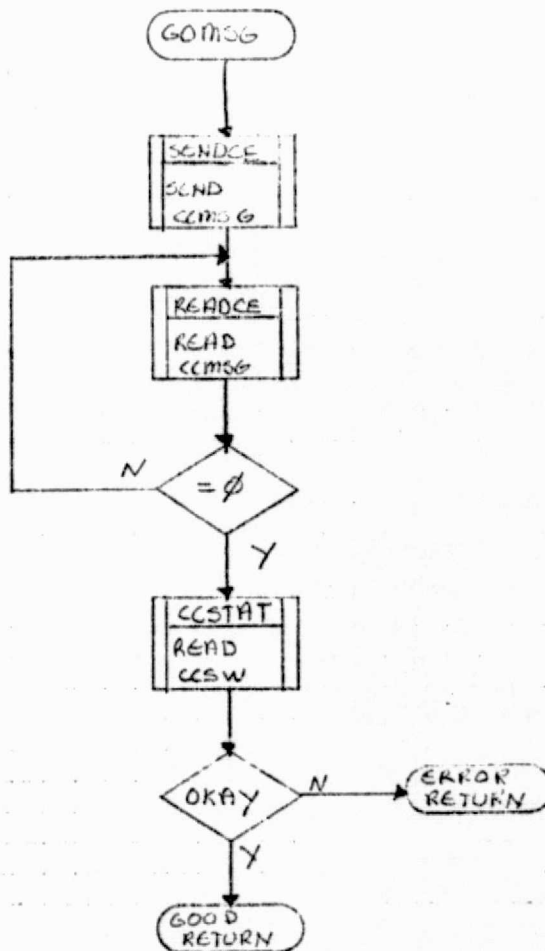 GOMSG
SENDCE
SEND
CCMSG
READCE
READ
CCMSG
N
= Ø
Y
CCSTAT
READ
CCSW
OKAY
N
ERROR
RETURN
Y
GOOD
RETURN